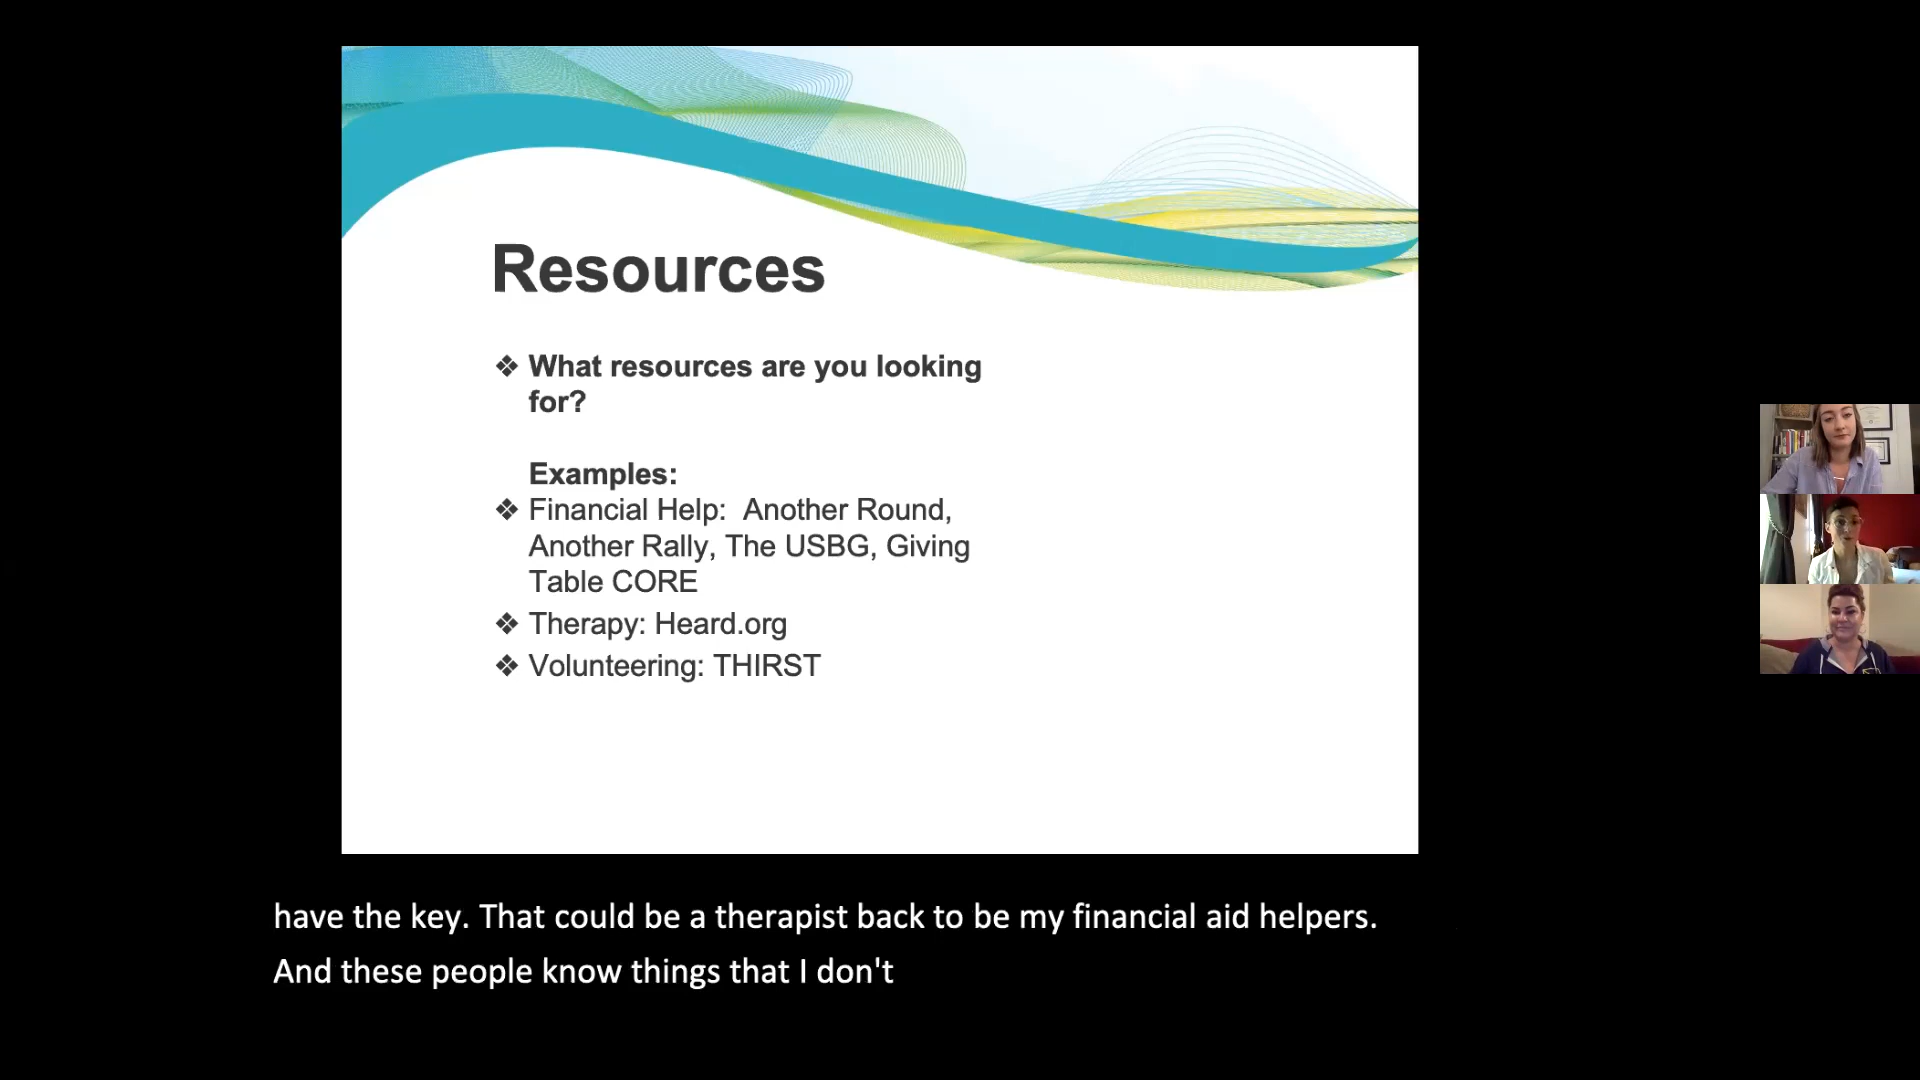 Resources
❖ What resources are you looking
for?
Examples:
❖ Financial Help:  Another Round,
Another Rally, The USBG, Giving
Table CORE
❖ Therapy: Heard.org
❖ Volunteering: THIRST
have the key. That could be a therapist back to be my financial aid helpers.
And these people know things that I don't